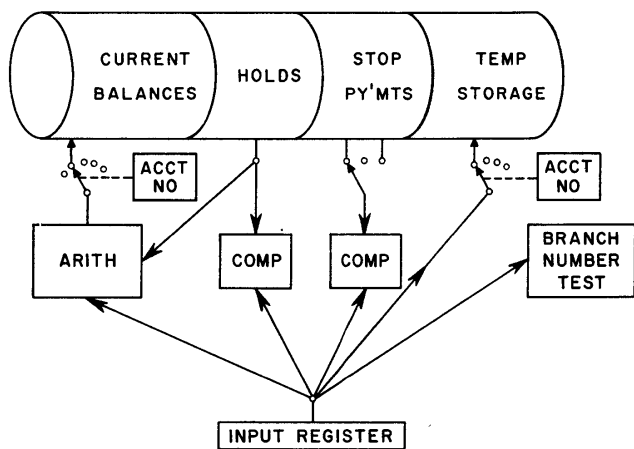 CURRENT
BALANCES
HOLDS
STOP
PY'MTS
TEMP
STORAGE
ACCT
NO
ACCT
NO
ARITH
COMP
COMP
BRANCH
NUMBER
TEST
INPUT REGISTER